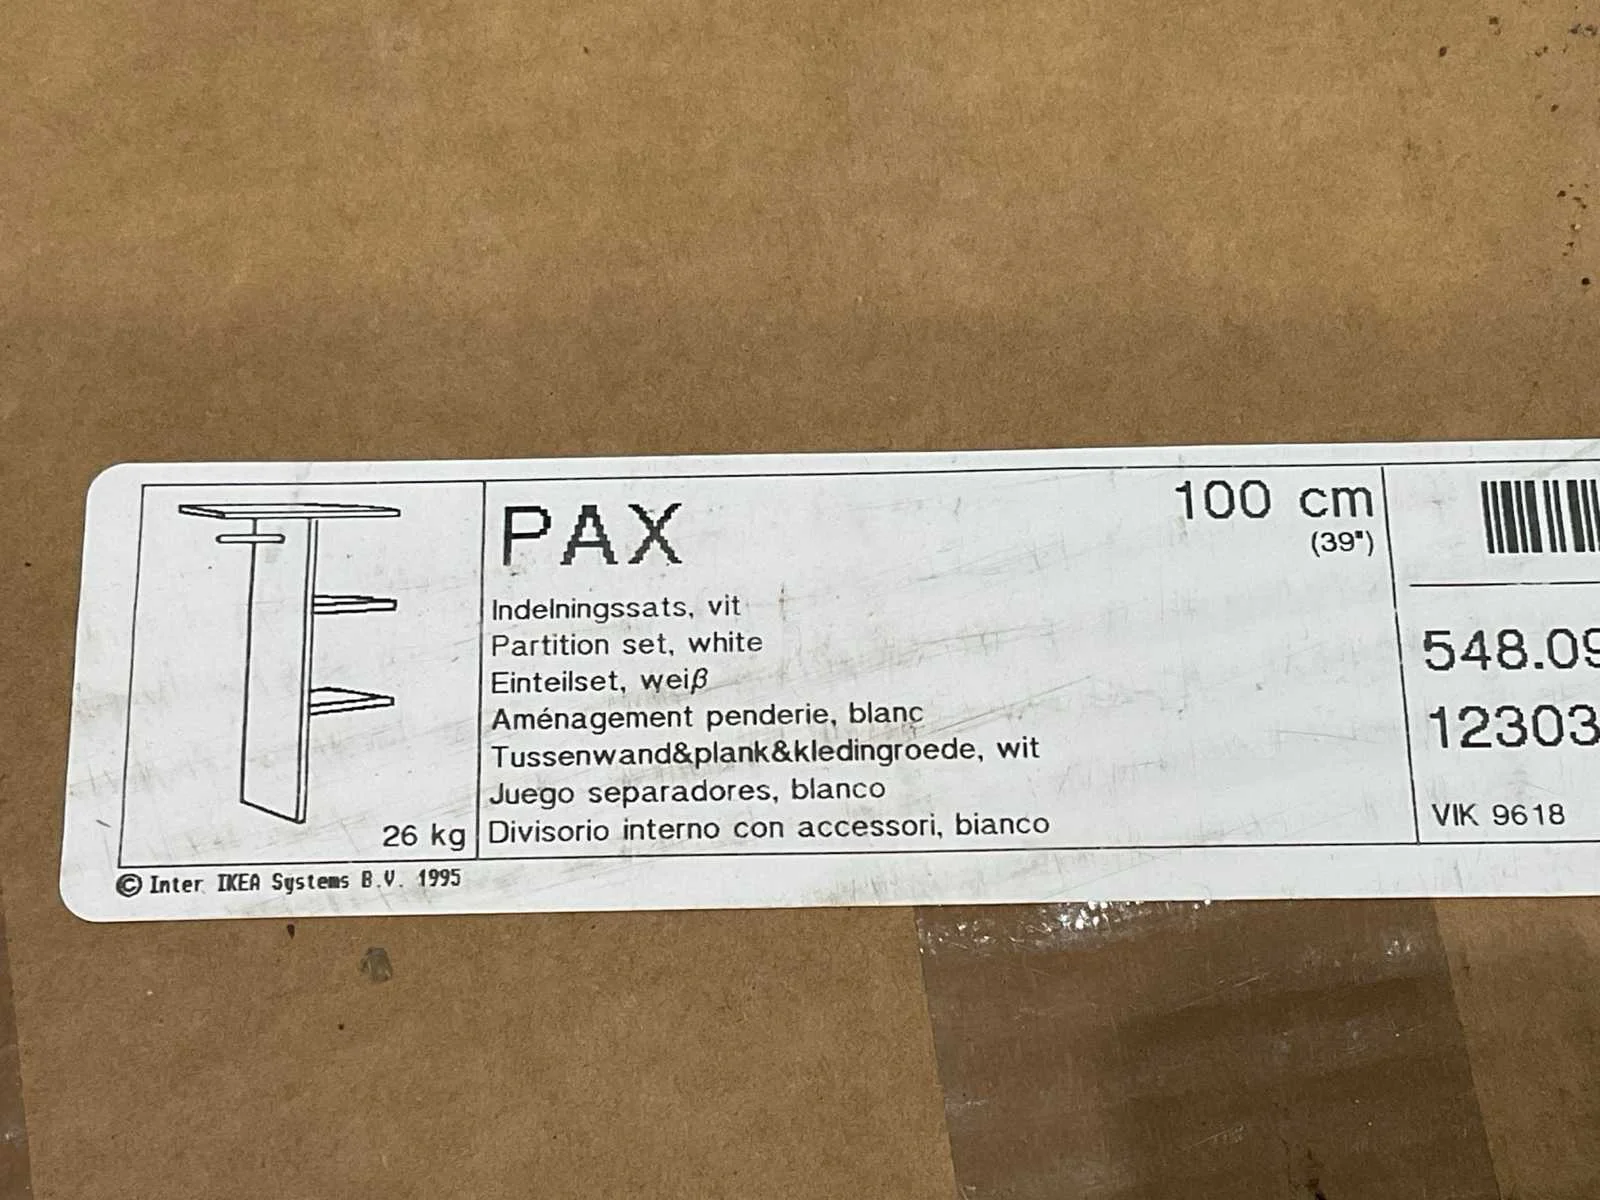 PAX
100 cm
(39")
Indelningssats, vit
Partition set, white
Einteilset, weiß
Aménagement penderie, blanc
Tussenwand&plank&kledingroede, wit
Juego separadores, blanco
Divisorio interno con accessori, bianco
26 kg
© Inter IKEA Systems B.V. 1995
548.09
12303
VIK 9618